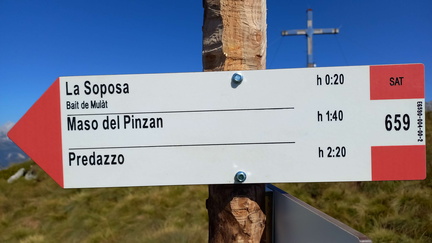 La Soposa h 0:20 SAT
Bait de Mulàt
Maso del Pinzan h 1:40 659
Predazzo h 2:20